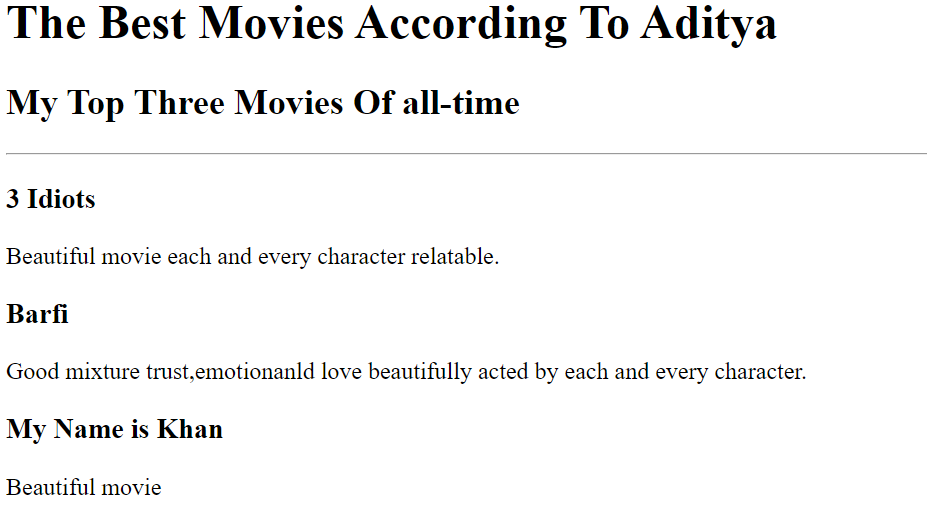 The Best Movies According To Aditya
My Top Three Movies Of all-time
3 Idiots
Beautiful movie each and every character relatable.
Barfi
Good mixture trust,emotionanld love beautifully acted by each and every character.
My Name is Khan
Beautiful movie